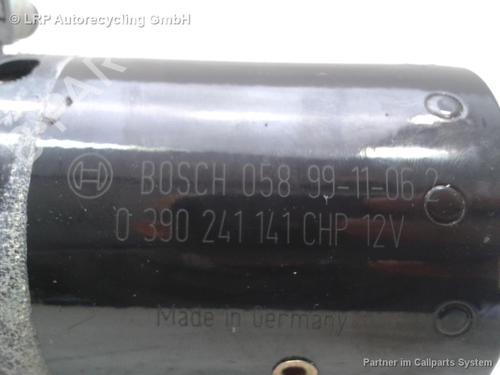 © LRP Autorecycling GmbH
BOSCH 058 99-11-06 2
0 390 241 141 CHP 12V
Made in Germany
Partner im Callparts System